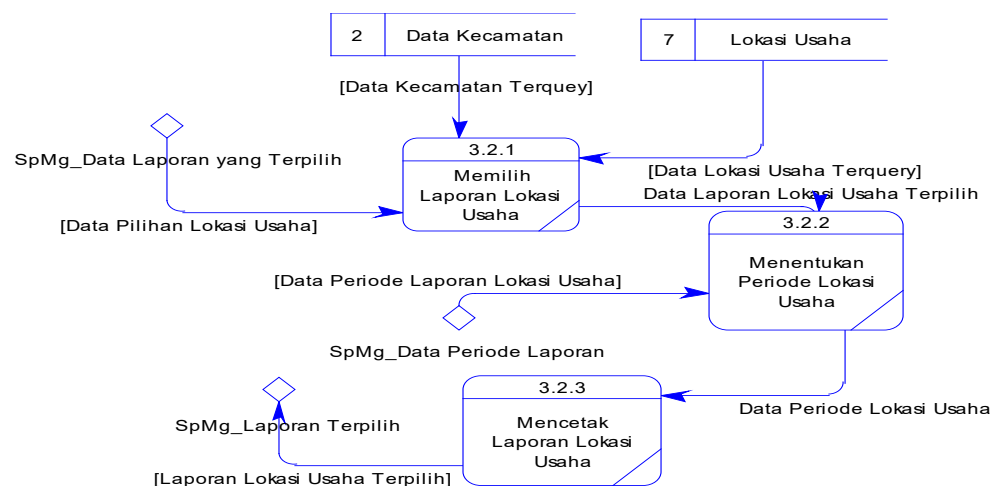 2 Data Kecamatan
7 Lokasi Usaha
[Data Kecamatan Terquey]
SpMg_Data Laporan yang Terpilih
3.2.1
Memilih
Laporan Lokasi
Usaha
[Data Lokasi Usaha Terquery]
Data Laporan Lokasi Usaha Terpilih
[Data Pilihan Lokasi Usaha]
3.2.2
Menentukan
Periode Lokasi
Usaha
[Data Periode Laporan Lokasi Usaha]
SpMg_Data Periode Laporan
3.2.3
Mencetak
Laporan Lokasi
Usaha
Data Periode Lokasi Usaha
SpMg_Laporan Terpilih
[Laporan Lokasi Usaha Terpilih]